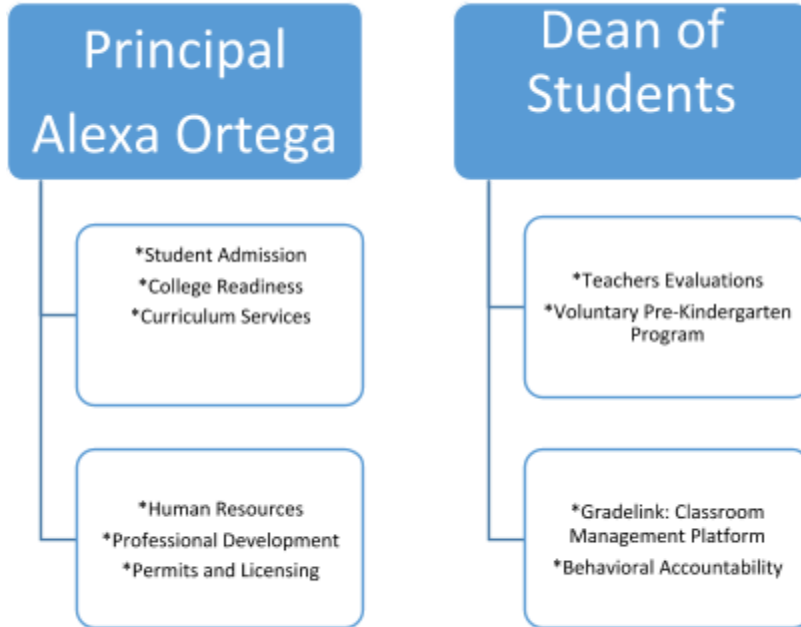 Principal
Alexa Ortega
*Student Admission
*College Readiness
*Curriculum Services
*Human Resources
*Professional Development
*Permits and Licensing
Dean of
Students
*Teachers Evaluations
*Voluntary Pre-Kindergarten
Program
*Gradelink: Classroom
Management Platform
*Behavioral Accountability